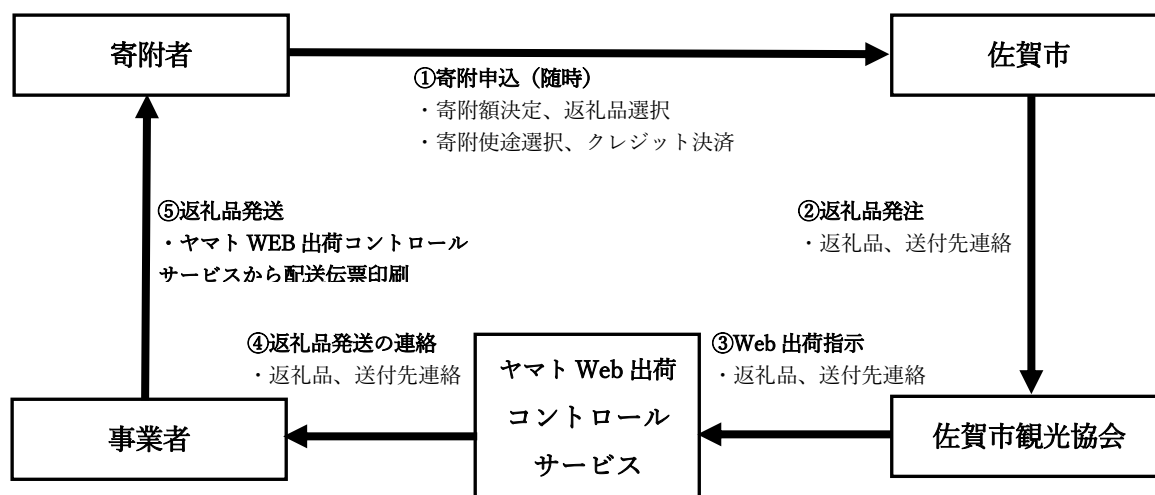 寄附者
佐賀市
①寄附申込（随時）
・寄附額決定、返礼品選択
・寄附使途選択、クレジット決済
②返礼品発注
・返礼品、送付先連絡
⑤返礼品発送
・ヤマト WEB 出荷コントロール
サービスから配送伝票印刷
④返礼品発送の連絡
・返礼品、送付先連絡
ヤマト Web 出荷
コントロール
サービス
③Web 出荷指示
・返礼品、送付先連絡
事業者
佐賀市観光協会